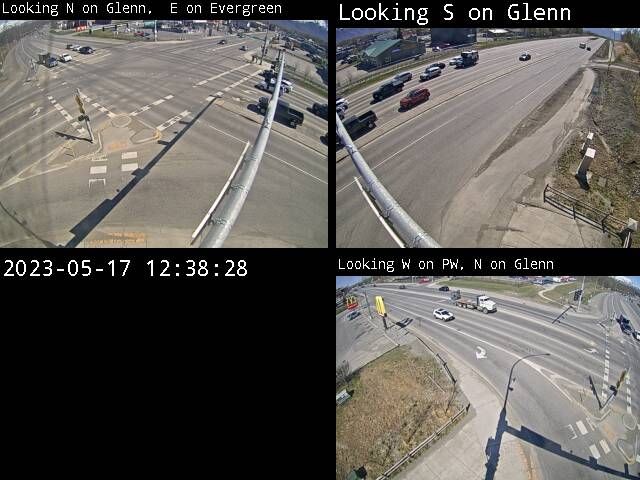 Looking N on Glenn,  E on Evergreen
Looking S on Glenn
2023-05-17 12:38:28
Looking W on PW, N on Glenn